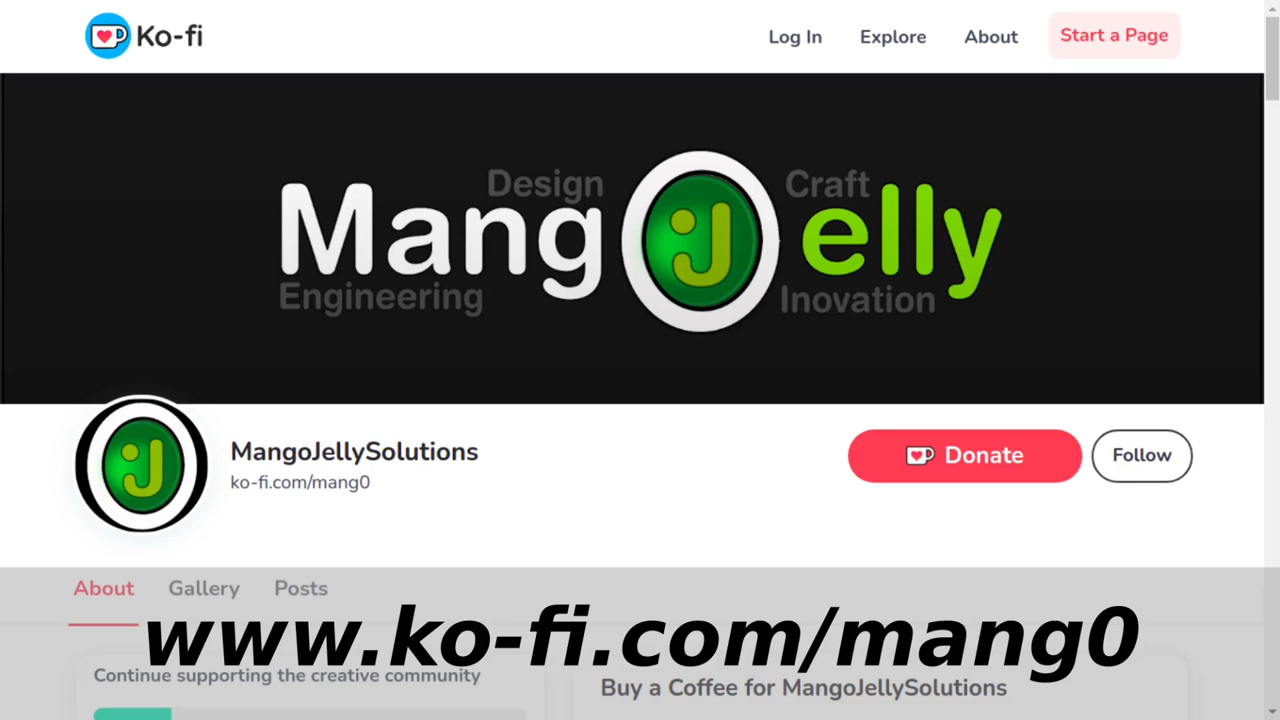 Ko-fi
Log In
Explore
About
Start a Page
Design
Craft
Mang Jelly
Engineering
Inovation
J
MangoJellySolutions
ko-fi.com/mang0
Donate
Follow
About
Gallery
Posts
www.ko-fi.com/mang0
Continue supporting the creative community
Buy a Coffee for MangoJellySolutions